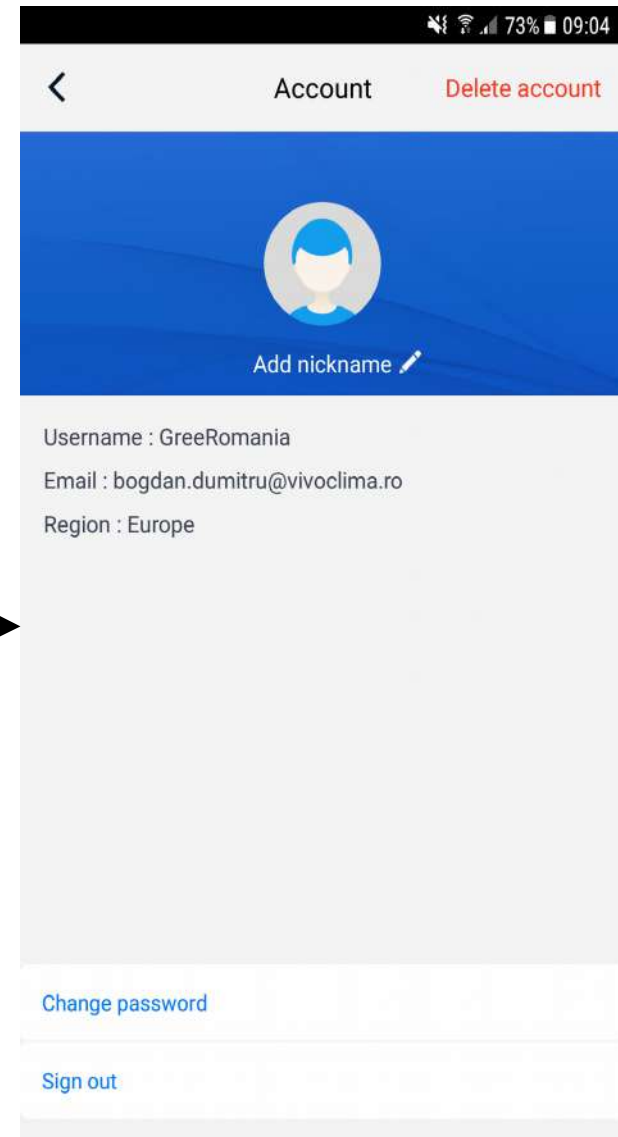 73% 09:04
Account Delete account
Add nickname
Username : GreeRomania
Email : bogdan.dumitru@vivoclima.ro
Region : Europe
Change password
Sign out